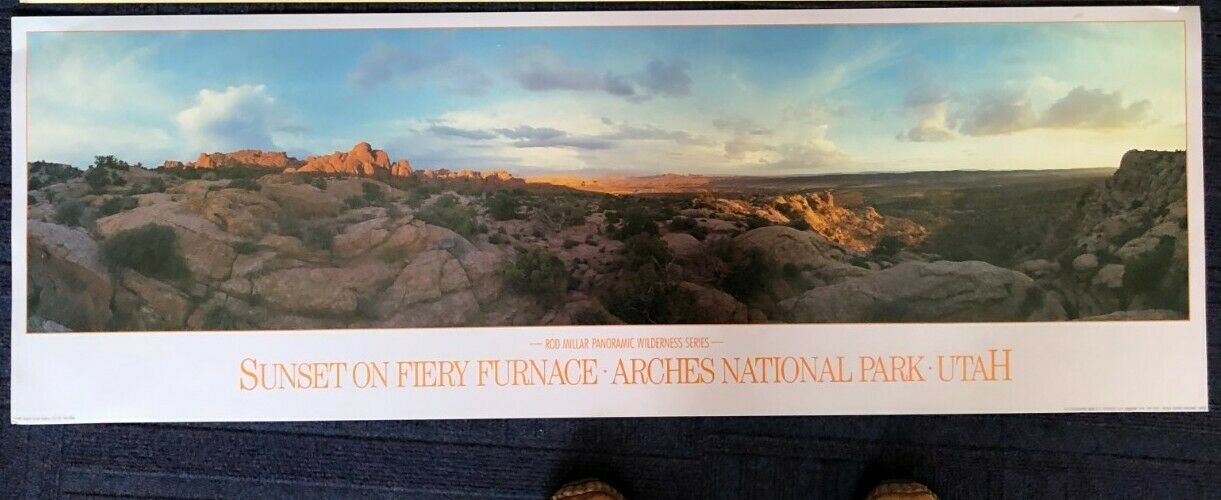 — ROD MILLAR PANORAMIC WILDERNESS SERIES —
SUNSET ON FIERY FURNACE · ARCHES NATIONAL PARK · UTAH